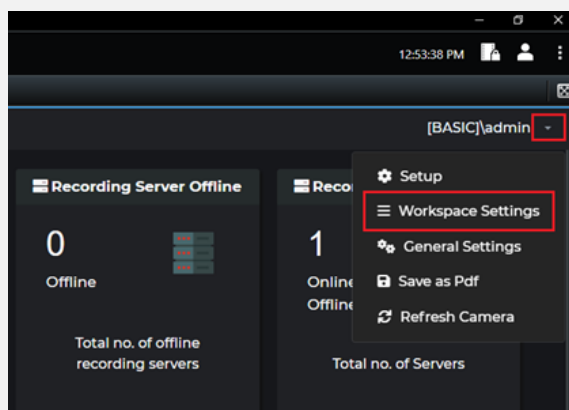 12:53:38 PM
[BASIC]\admin
Setup
Workspace Settings
General Settings
Save as Pdf
Refresh Camera
Recording Server Offline
0
Offline
Total no. of offline
recording servers
Reco
1
Online
Offline
Total no. of Servers